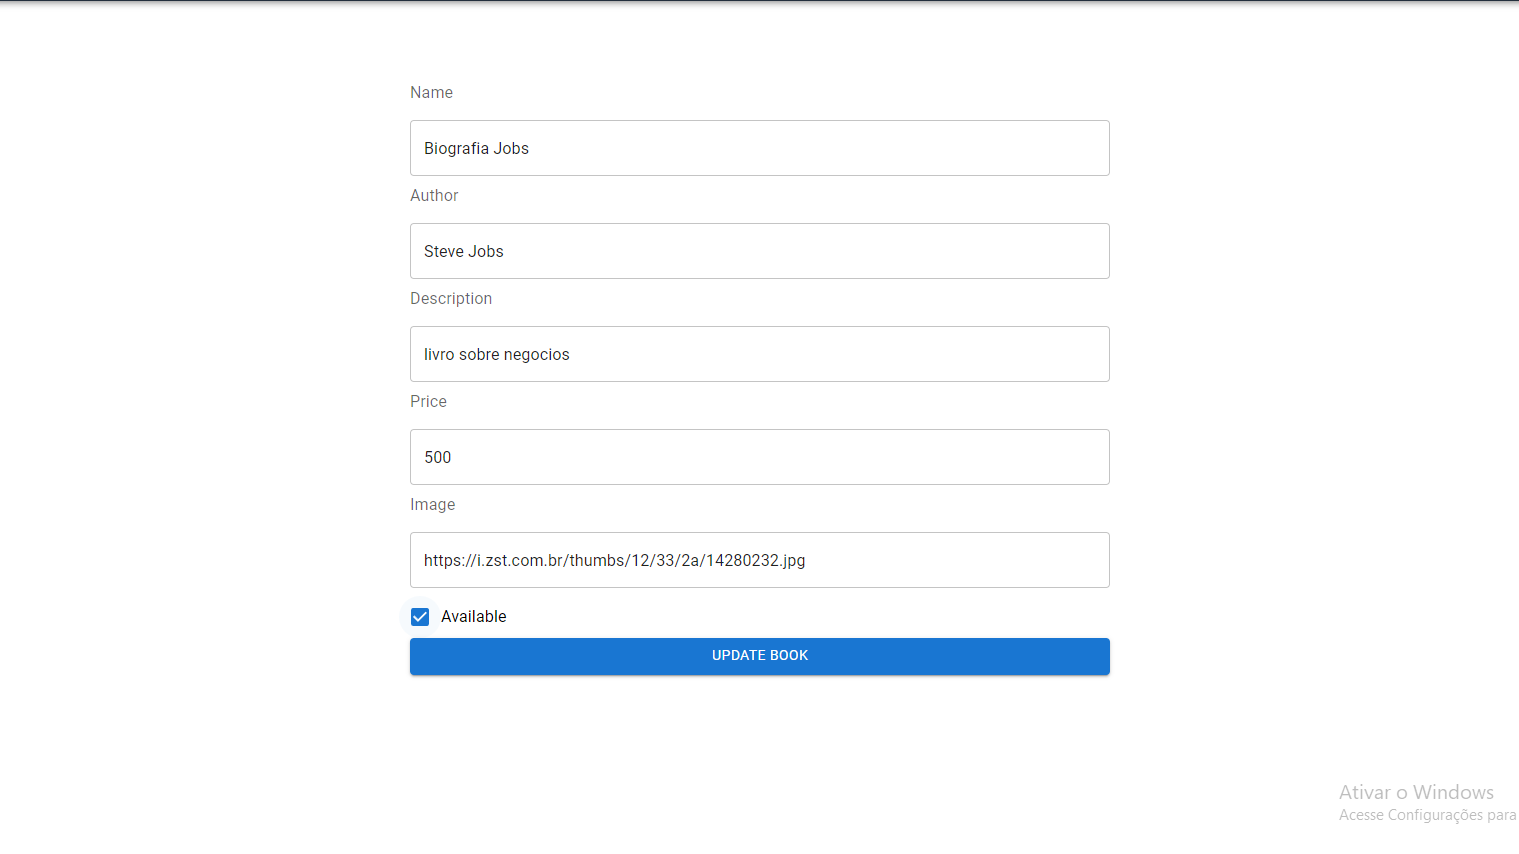 Name
Biografia Jobs
Author
Steve Jobs
Description
livro sobre negocios
Price
500
Image
https://i.zst.com.br/thumbs/12/33/2a/14280232.jpg
Available
UPDATE BOOK
Ativar o Windows
Acesse Configurações para